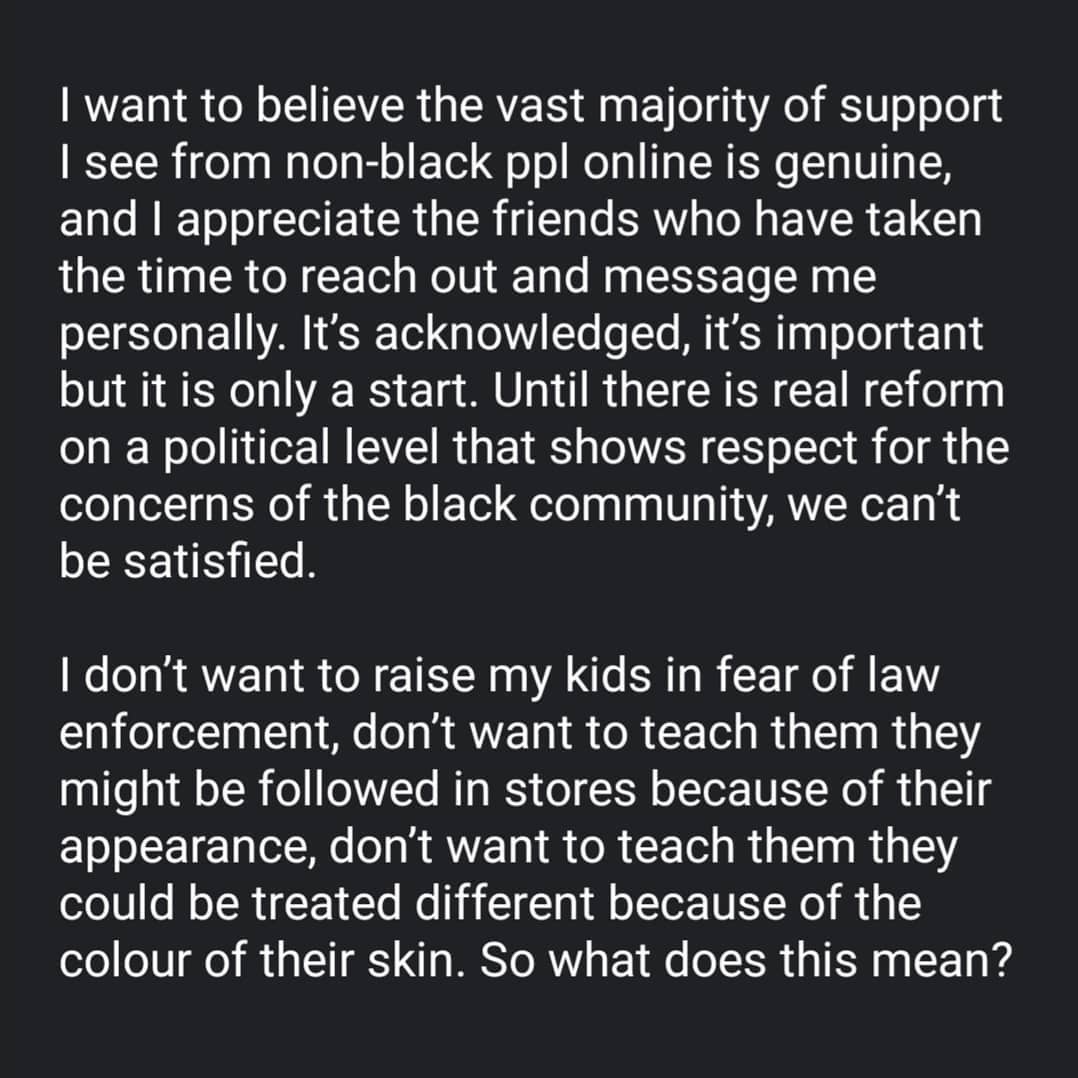 I want to believe the vast majority of support
I see from non-black ppl online is genuine,
and I appreciate the friends who have taken
the time to reach out and message me
personally. It’s acknowledged, it’s important
but it is only a start. Until there is real reform
on a political level that shows respect for the
concerns of the black community, we can’t
be satisfied.
I don’t want to raise my kids in fear of law
enforcement, don’t want to teach them they
might be followed in stores because of their
appearance, don’t want to teach them they
could be treated different because of the
colour of their skin. So what does this mean?